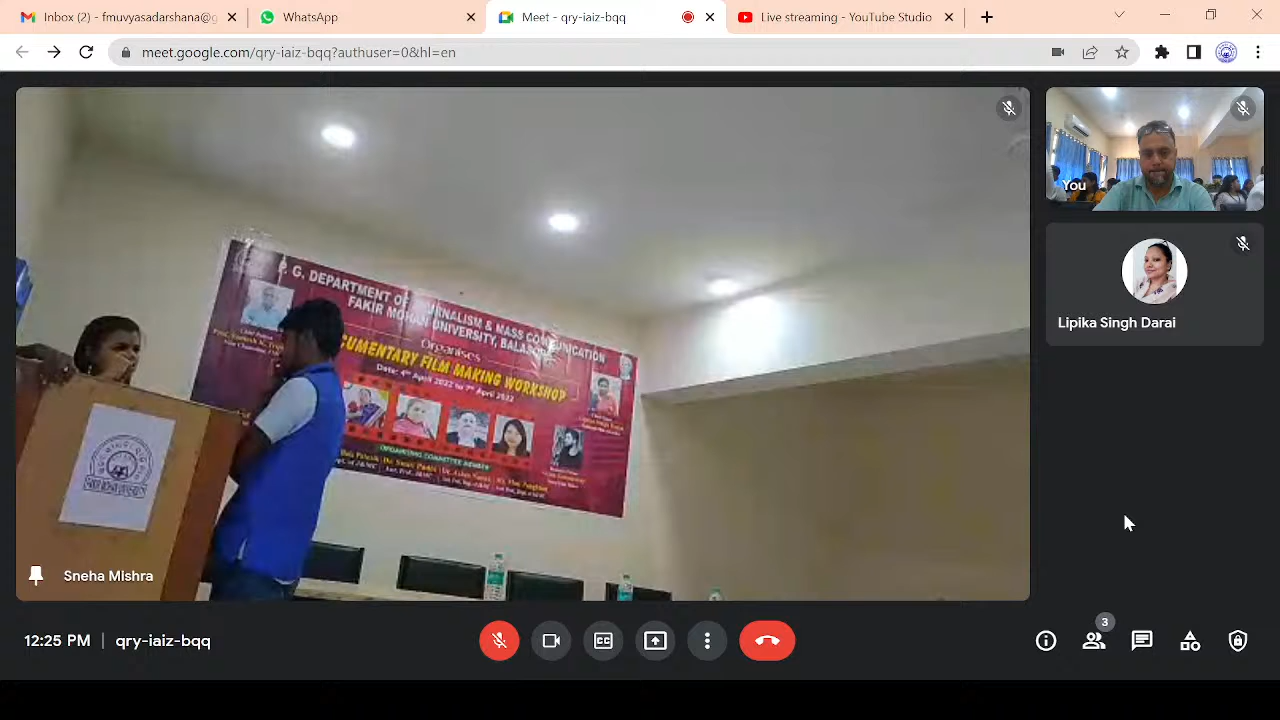 Inbox (2) - fmuvyasadarshana@g
WhatsApp
Meet - qry-iaiz-bqq
Live streaming - YouTube Studio
meet.google.com/qry-iaiz-bqq?authuser=0&hl=en
P. G. DEPARTMENT OF JOURNALISM & MASS COMMUNICATION
FAKIR MOHAN UNIVERSITY, BALASORE
Organises
CUMENTARY FILM MAKING WORKSHOP
Date: 4th April 2022 to 7th April 2022
ORGANISING COMMITTEE MEMBER
You
Lipika Singh Darai
Sneha MIshra
12:25 PM | qry-iaiz-bqq
CC
3